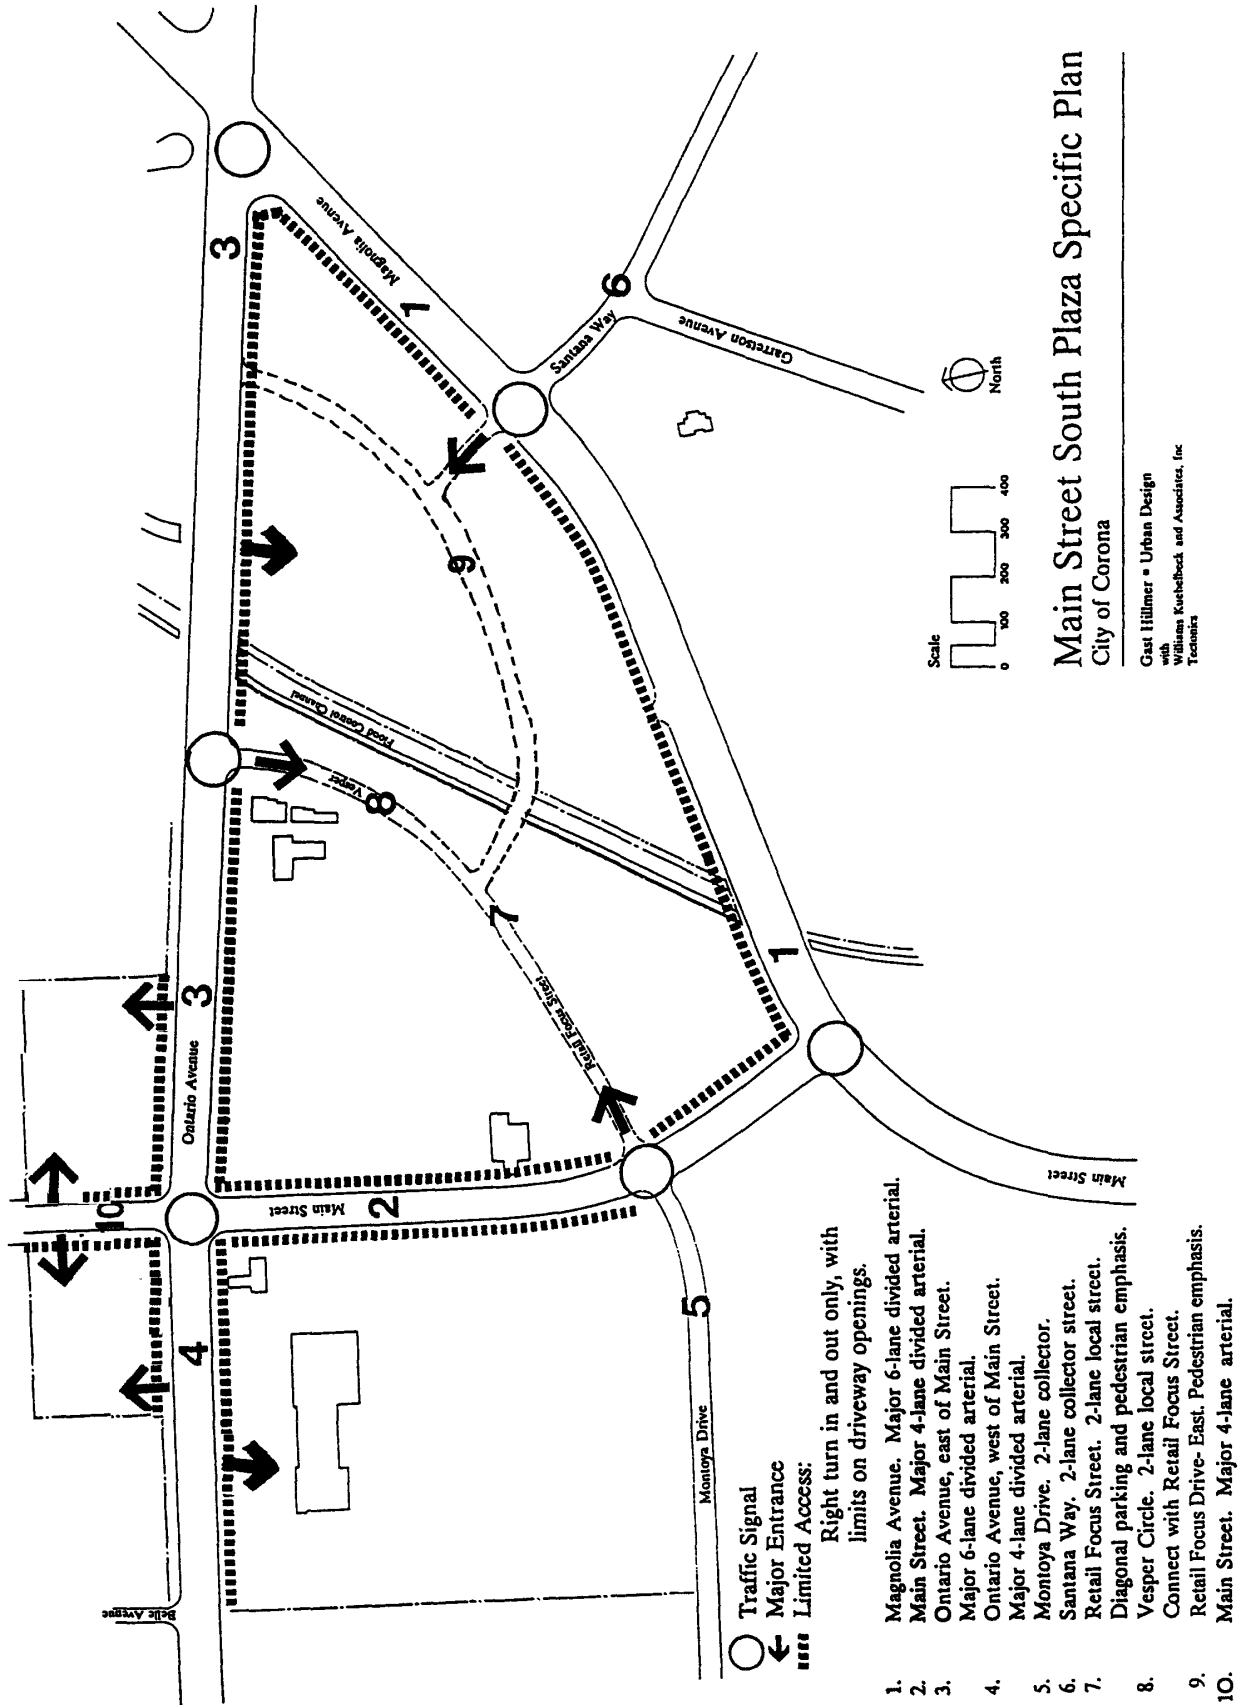 Belle Avenue
4
10
Main Street
2
Ontario Avenue
3
3
Magnolia Avenue
1
Santana Way
6
Garretson Avenue
Flood Control Channel
Vesper
8
9
7
Retail Focus Street
1
Main Street
5
Montoya Drive
North
Scale
0 100 200 300 400
Main Street South Plaza Specific Plan
City of Corona
Gast Hillmer • Urban Design
with
Williams Kuebelbeck and Associates, Inc
Tectonics
Traffic Signal
Major Entrance
Limited Access:
Right turn in and out only, with
limits on driveway openings.
1. Magnolia Avenue. Major 6-lane divided arterial.
2. Main Street. Major 4-lane divided arterial.
3. Ontario Avenue, east of Main Street.
Major 6-lane divided arterial.
4. Ontario Avenue, west of Main Street.
Major 4-lane divided arterial.
5. Montoya Drive. 2-lane collector.
6. Santana Way. 2-lane collector street.
7. Retail Focus Street. 2-lane local street.
Diagonal parking and pedestrian emphasis.
8. Vesper Circle. 2-lane local street.
Connect with Retail Focus Street.
9. Retail Focus Drive- East. Pedestrian emphasis.
10. Main Street. Major 4-lane arterial.